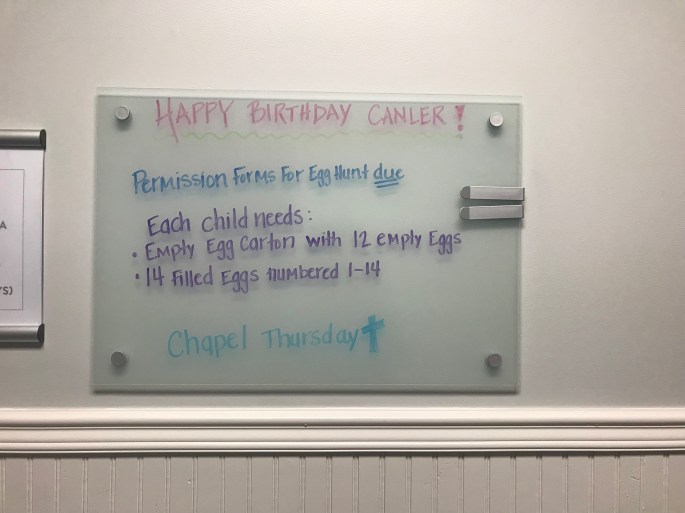 HAPPY BIRTHDAY CANLER!
Permission Forms For Egg Hunt due
Each child needs:
• Empty Egg Carton with 12 empty Eggs
• 14 Filled Eggs numbered 1-14
Chapel Thursday
A
S)